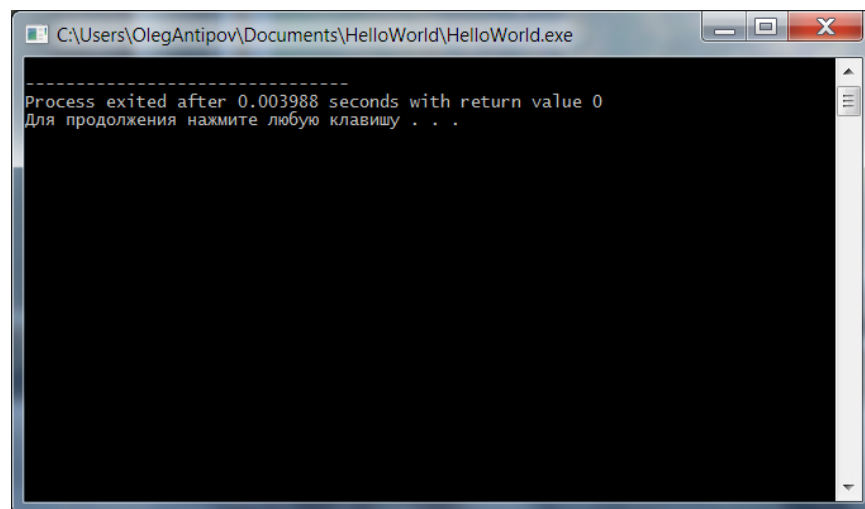 C:\Users\OlegAntipov\Documents\HelloWorld\HelloWorld.exe
--------------------------------
Process exited after 0.003988 seconds with return value 0
Для продолжения нажмите любую клавишу . . .